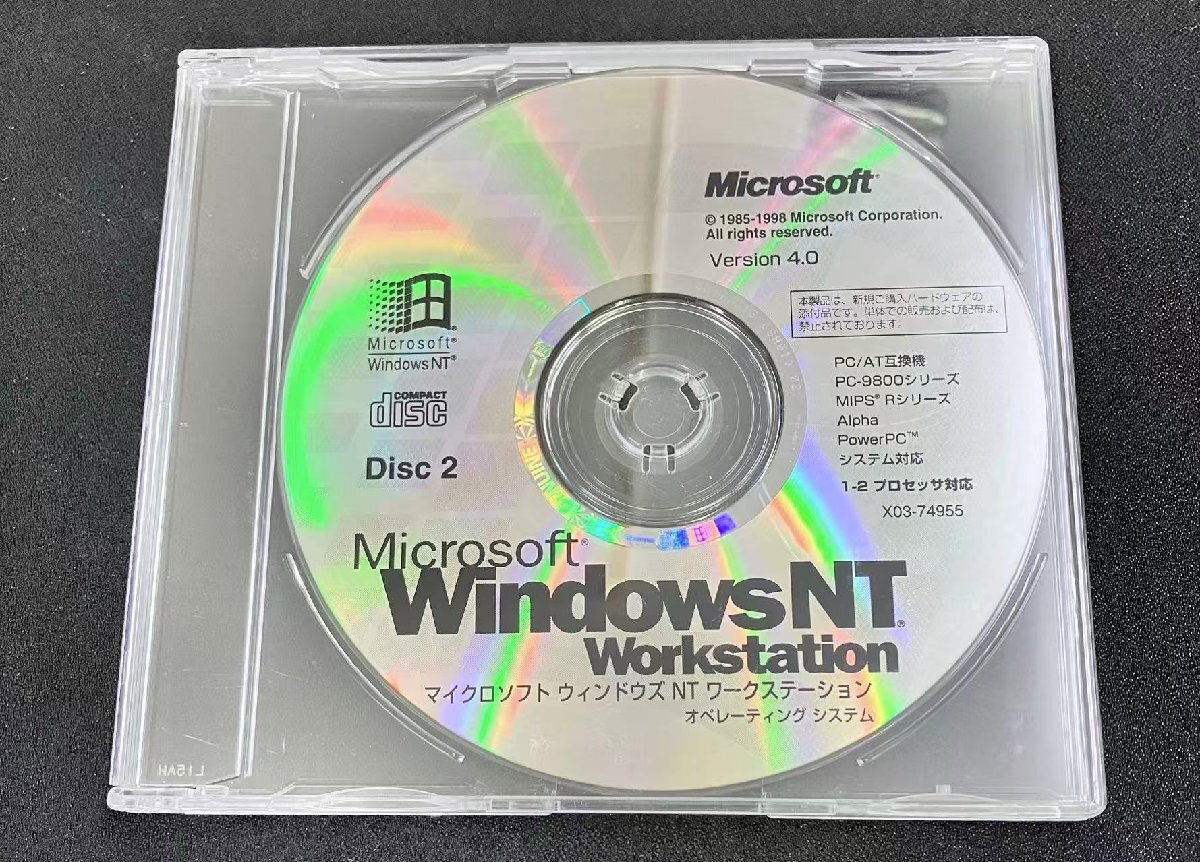 Microsoft®
© 1985-1998 Microsoft Corporation.
All rights reserved.
Version 4.0
本製品は、新規ご購入ハードウェアの
添付品です。単体での販売および配布は、
禁止されております。
Microsoft®
Windows NT®
COMPACT
disc
Disc 2
PC/AT互換機
PC-9800シリーズ
MIPS® Rシリーズ
Alpha
PowerPC™
システム対応
1-2 プロセッサ対応
X03-74955
Microsoft®
Windows NT®
Workstation
マイクロソフト ウィンドウズ NT ワークステーション
オペレーティング システム